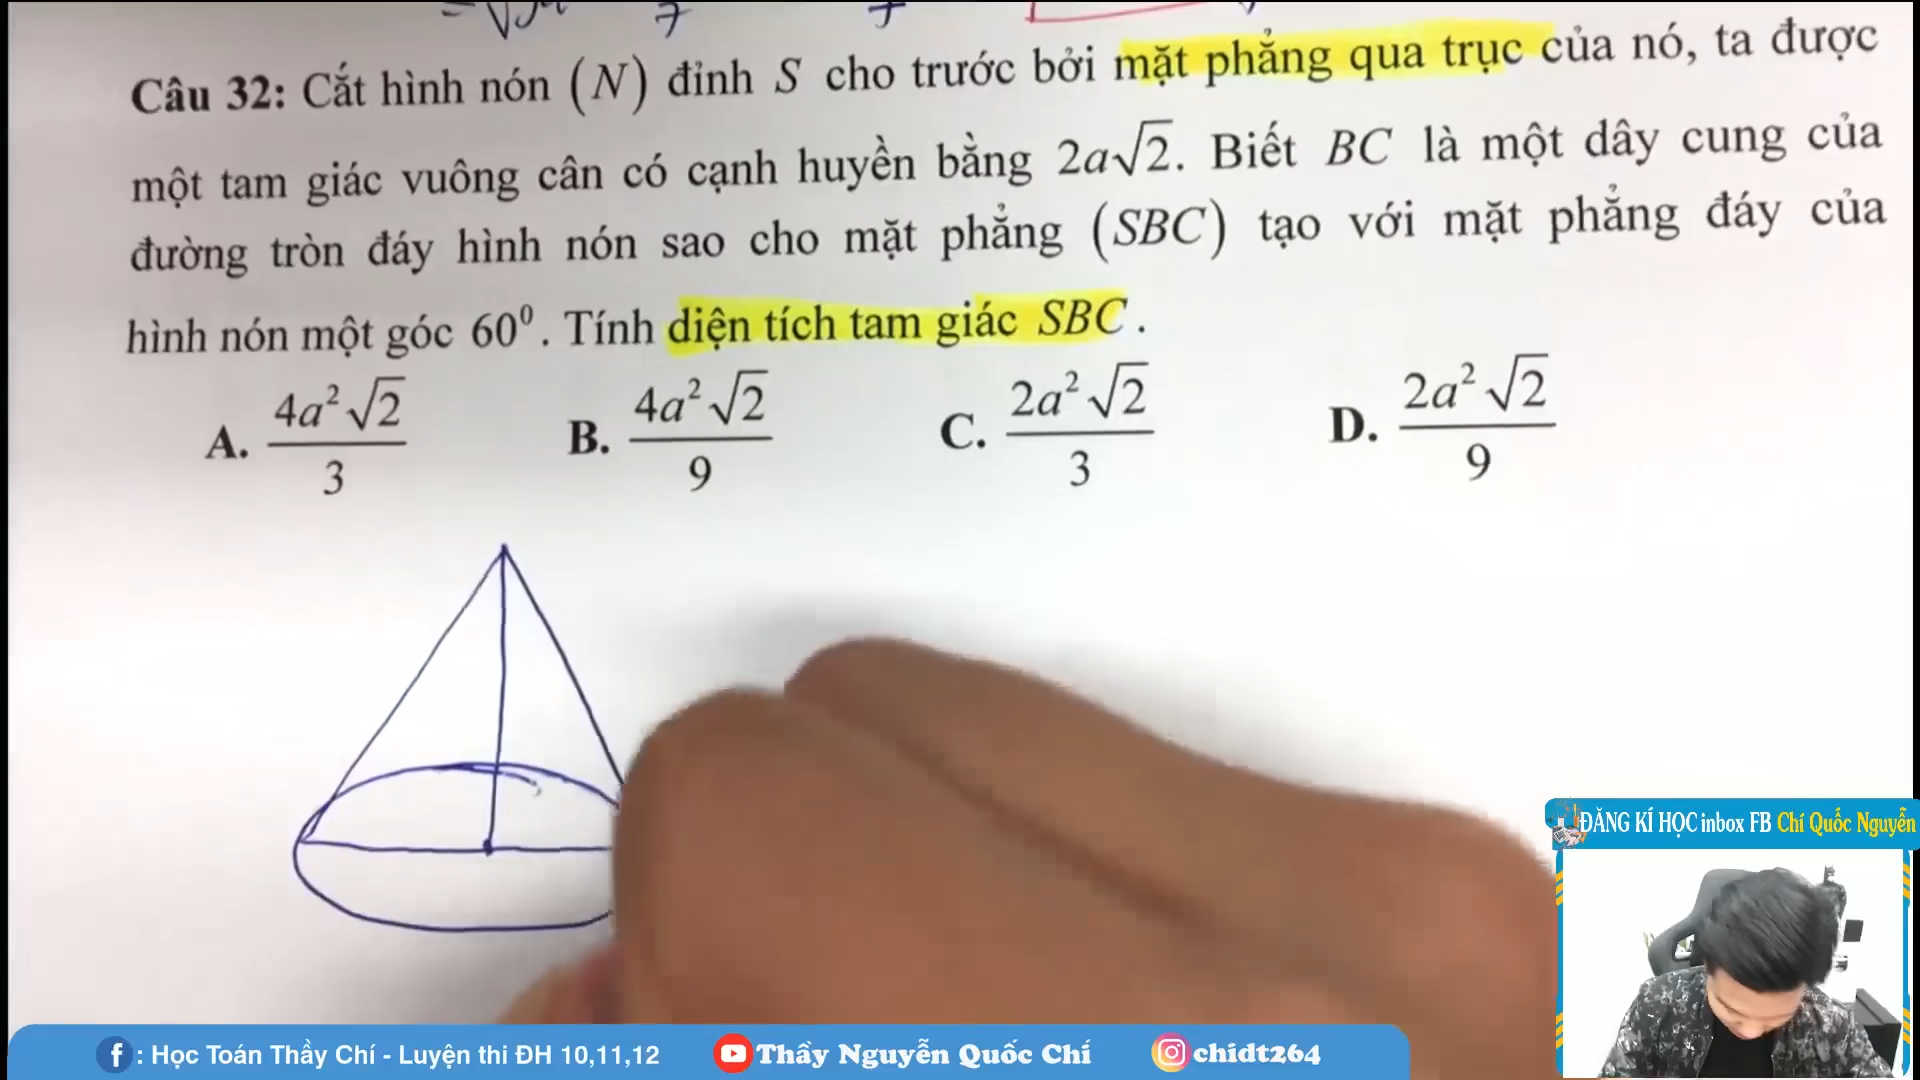 Câu 32: Cắt hình nón (N) đỉnh S cho trước bởi mặt phẳng qua trục của nó, ta được
một tam giác vuông cân có cạnh huyền bằng 2a√2. Biết BC là một dây cung của
đường tròn đáy hình nón sao cho mặt phẳng (SBC) tạo với mặt phẳng đáy của
hình nón một góc 60⁰. Tính diện tích tam giác SBC.
A. 4a²√2/3 B. 4a²√2/9 C. 2a²√2/3 D. 2a²√2/9
ĐĂNG KÍ HỌC inbox FB Chí Quốc Nguyễn
f : Học Toán Thầy Chí - Luyện thi ĐH 10,11,12 Thầy Nguyễn Quốc Chí chidt264